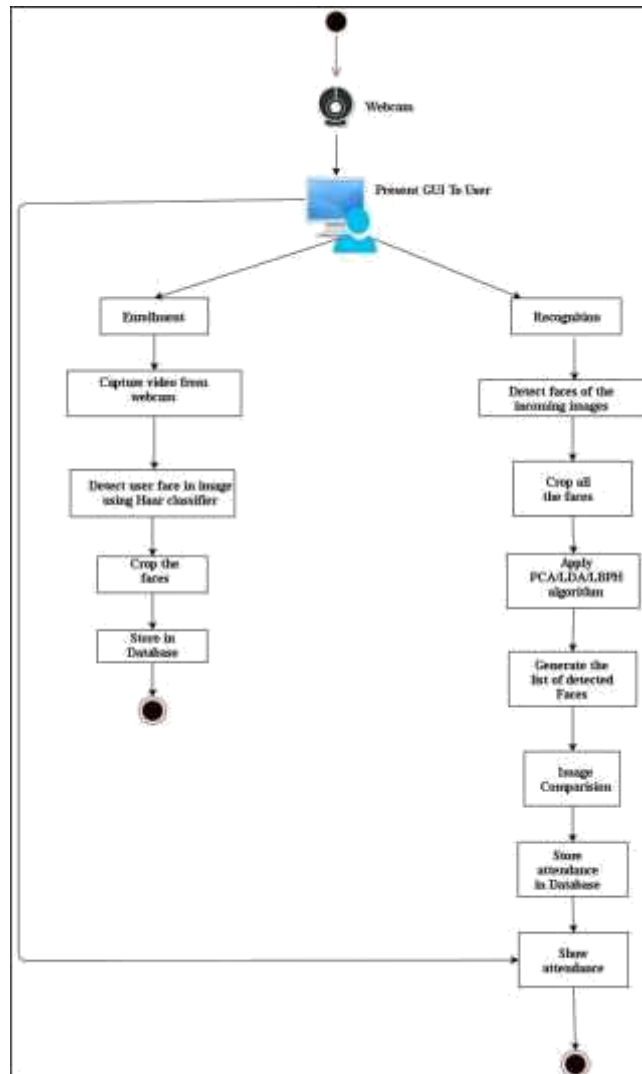 Webcam
Present GUI To User
Enrollment
Capture video from
webcam
Detect user face in image
using Haar classifier
Crop the
faces
Store in
Database
Recognition
Detect faces of the
incoming images
Crop all
the faces
Apply
PCA/LDA/LBPH
algorithm
Generate the
list of detected
Faces
Image
Comparision
Store
attendance
in Database
Show
attendance